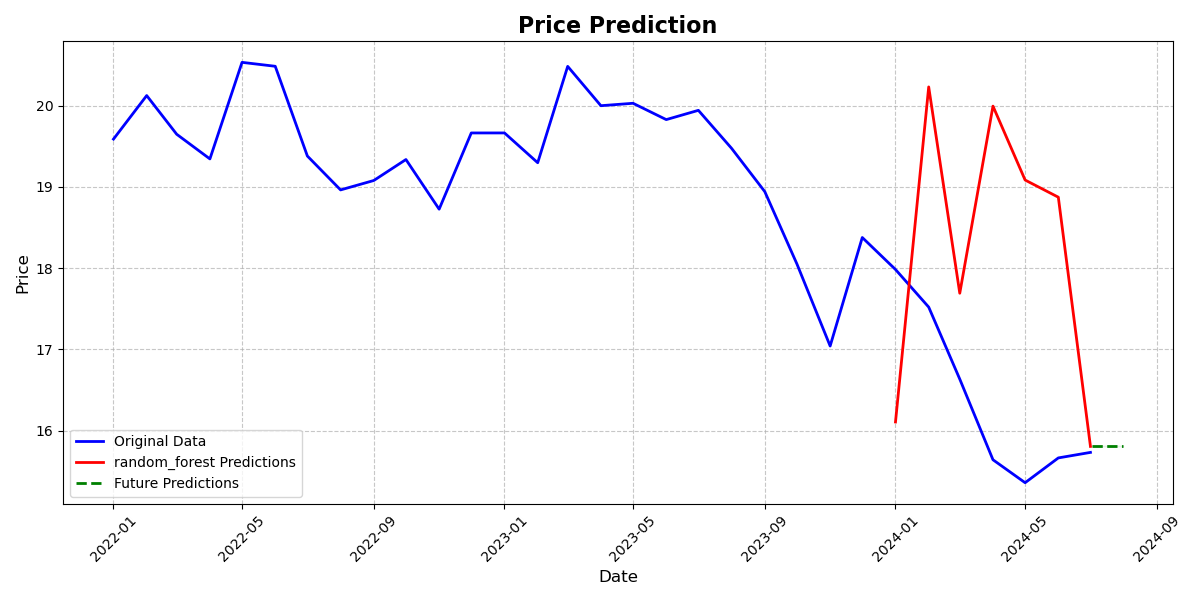 Price Prediction
Price
20
19
18
17
16
Original Data
random_forest Predictions
Future Predictions
2022-01
2022-05
2022-09
2023-01
2023-05
2023-09
2024-01
2024-05
2024-09
Date